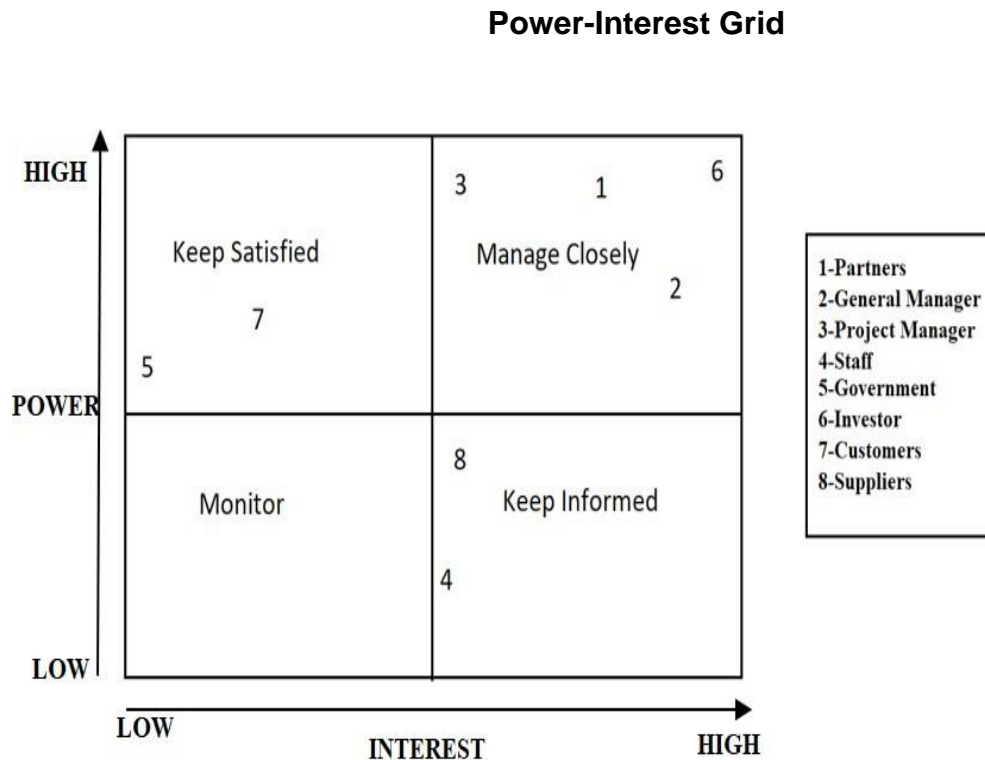 Power-Interest Grid
HIGH
3
1
6
Keep Satisfied
Manage Closely
2
7
5
POWER
8
Monitor
Keep Informed
4
LOW
LOW
INTEREST
HIGH
1-Partners
2-General Manager
3-Project Manager
4-Staff
5-Government
6-Investor
7-Customers
8-Suppliers